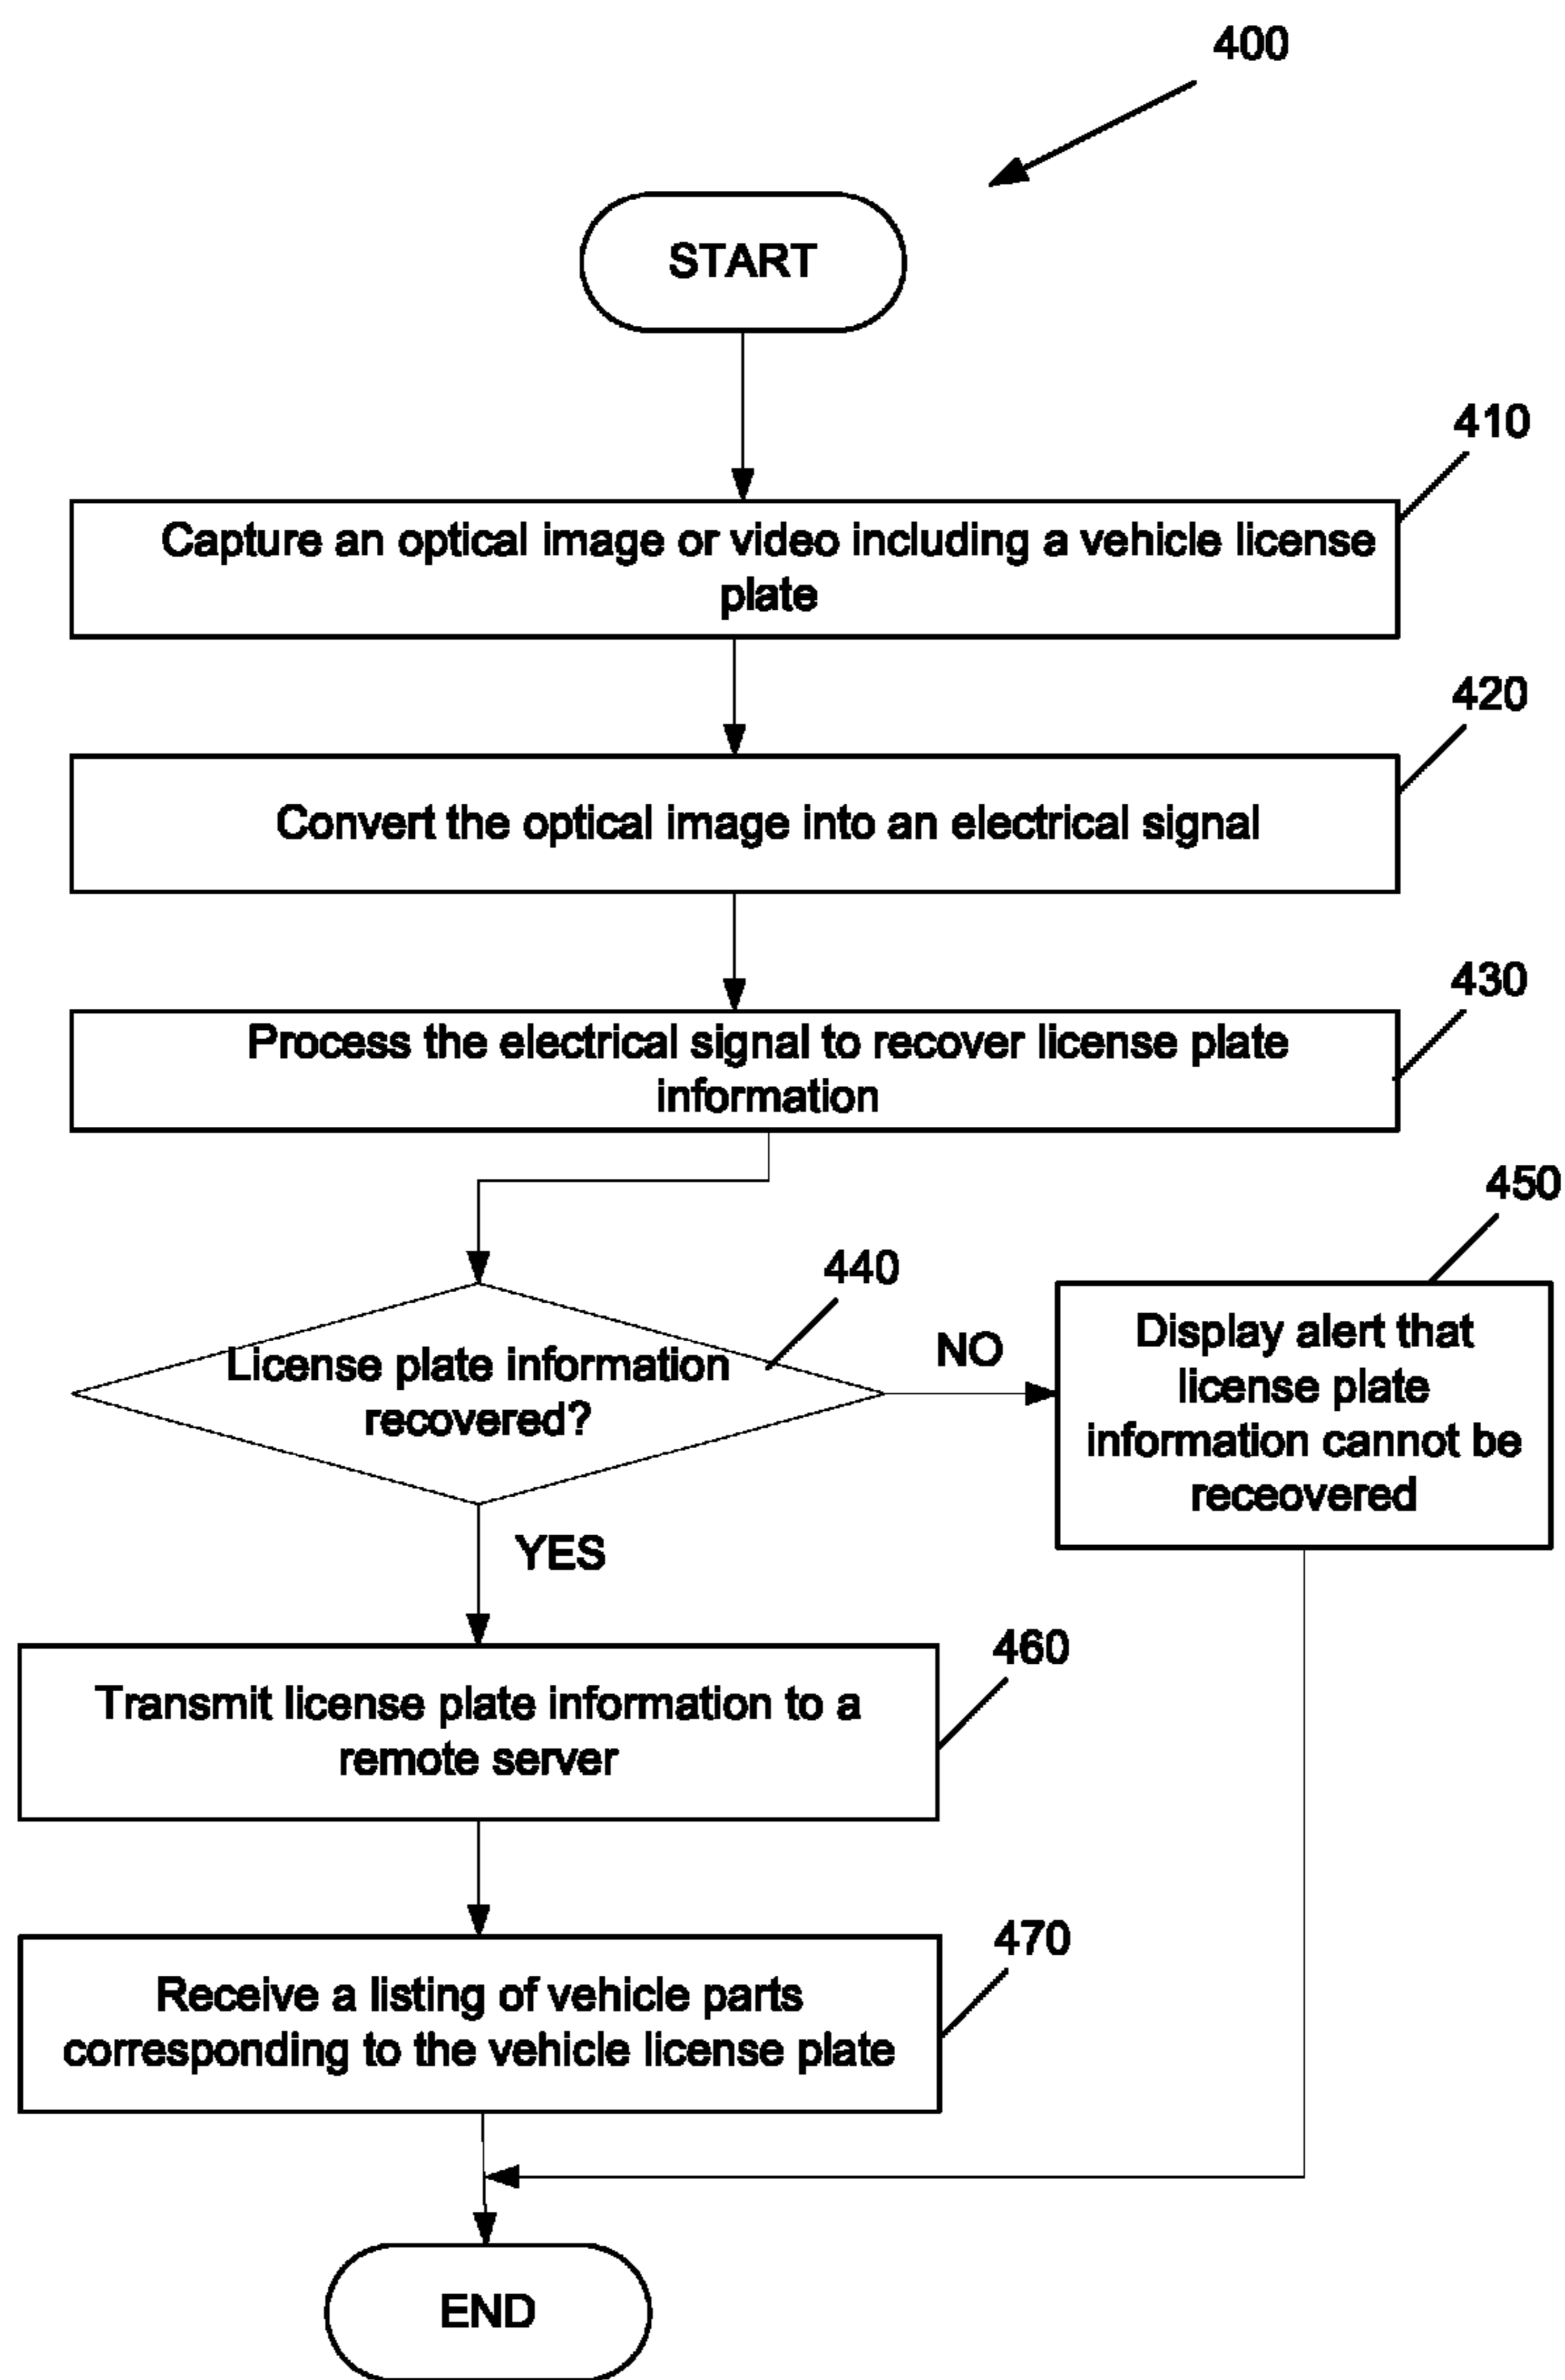 400
START
410
Capture an optical image or video including a vehicle license
plate
420
Convert the optical image into an electrical signal
430
Process the electrical signal to recover license plate
information
440
License plate information
recovered?
NO
450
Display alert that
license plate
information cannot be
receovered
YES
460
Transmit license plate information to a
remote server
470
Receive a listing of vehicle parts
corresponding to the vehicle license plate
END